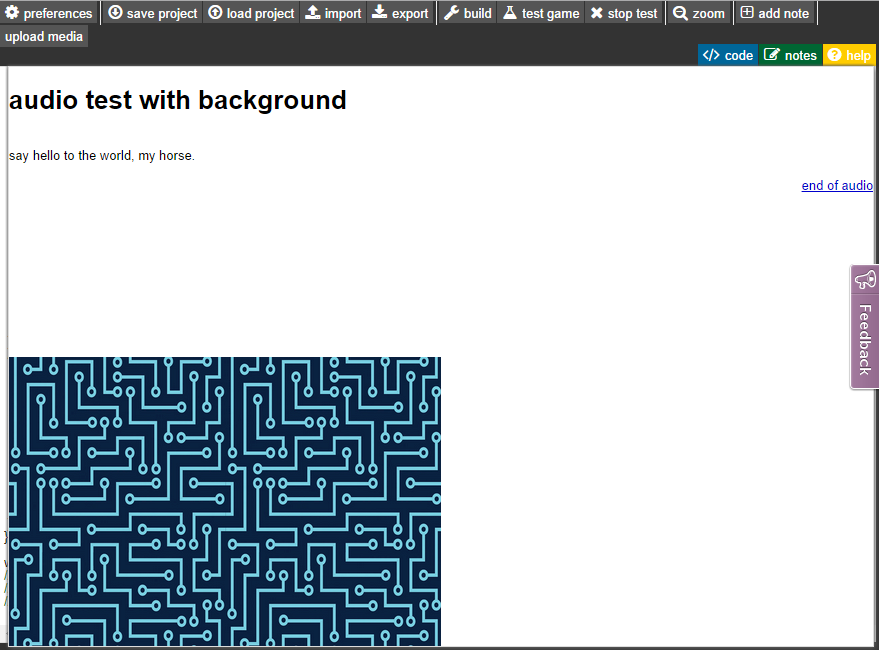 preferences save project load project import export build test game stop test zoom add note
upload media
</> code notes help
audio test with background
say hello to the world, my horse.
end of audio
Feedback